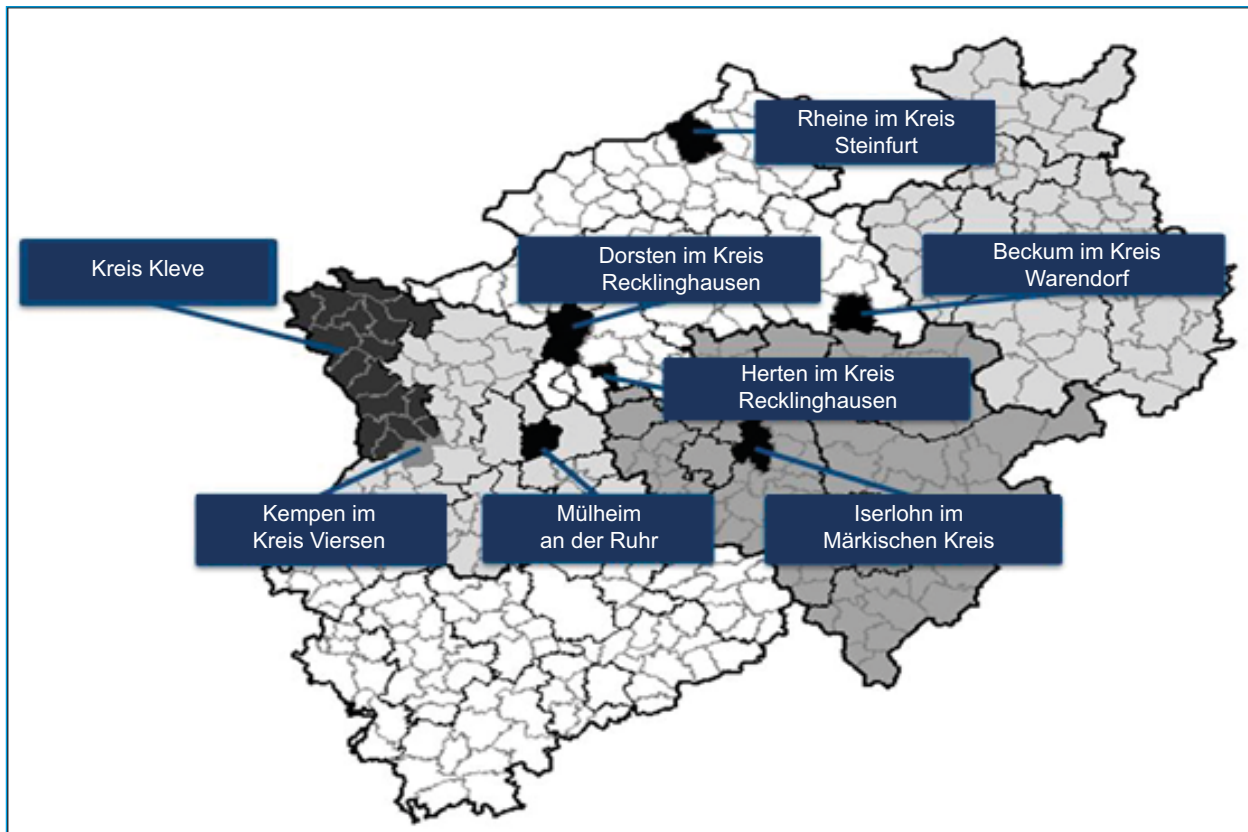 Rheine im Kreis
Steinfurt
Kreis Kleve
Dorsten im Kreis
Recklinghausen
Beckum im Kreis
Warendorf
Herten im Kreis
Recklinghausen
Kempen im
Kreis Viersen
Mülheim
an der Ruhr
Iserlohn im
Märkischen Kreis